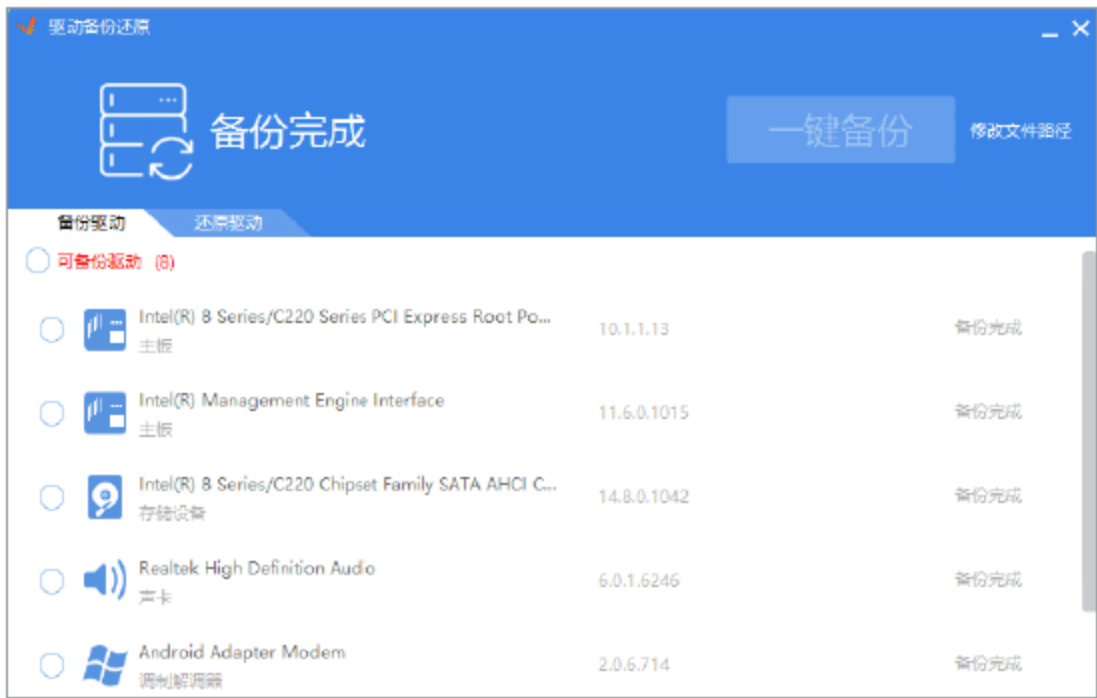 驱动备份还原
备份完成
一键备份
修改文件路径
备份驱动
还原驱动
可备份驱动 (8)
Intel(R) 8 Series/C220 Series PCI Express Root Po...
10.1.1.13
备份完成
主板
Intel(R) Management Engine Interface
11.6.0.1015
备份完成
主板
Intel(R) 8 Series/C220 Chipset Family SATA AHCI C...
14.8.0.1042
备份完成
存储设备
Realtek High Definition Audio
6.0.1.6246
备份完成
声卡
Android Adapter Modem
2.0.6.714
备份完成
调制解调器